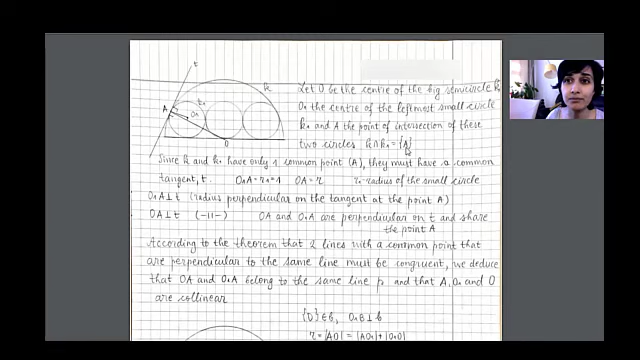 t
k
A
k₁
O₁
O
Let O be the centre of the big semicircle k
O₁ the centre of the leftmost small circle
k₁ and A the point of intersection of these
two circles k∩k₁ = {A}
Since k and k₁ have only 1 common point (A), they must have a common
tangent, t. O₁A = r₁ = 1 OA = r r₁-radius of the small circle
O₁A ⊥ t (radius perpendicular on the tangent at the point A)
OA ⊥ t (-11-) OA and O₁A are perpendicular on t and share
the point A
According to the theorem that 2 lines with a common point that
are perpendicular to the same line must be congruent, we deduce
that OA and O₁A belong to the same line p and that A, O₁ and O
are collinear
r = |AO| = |AO₁| + |O₁O|